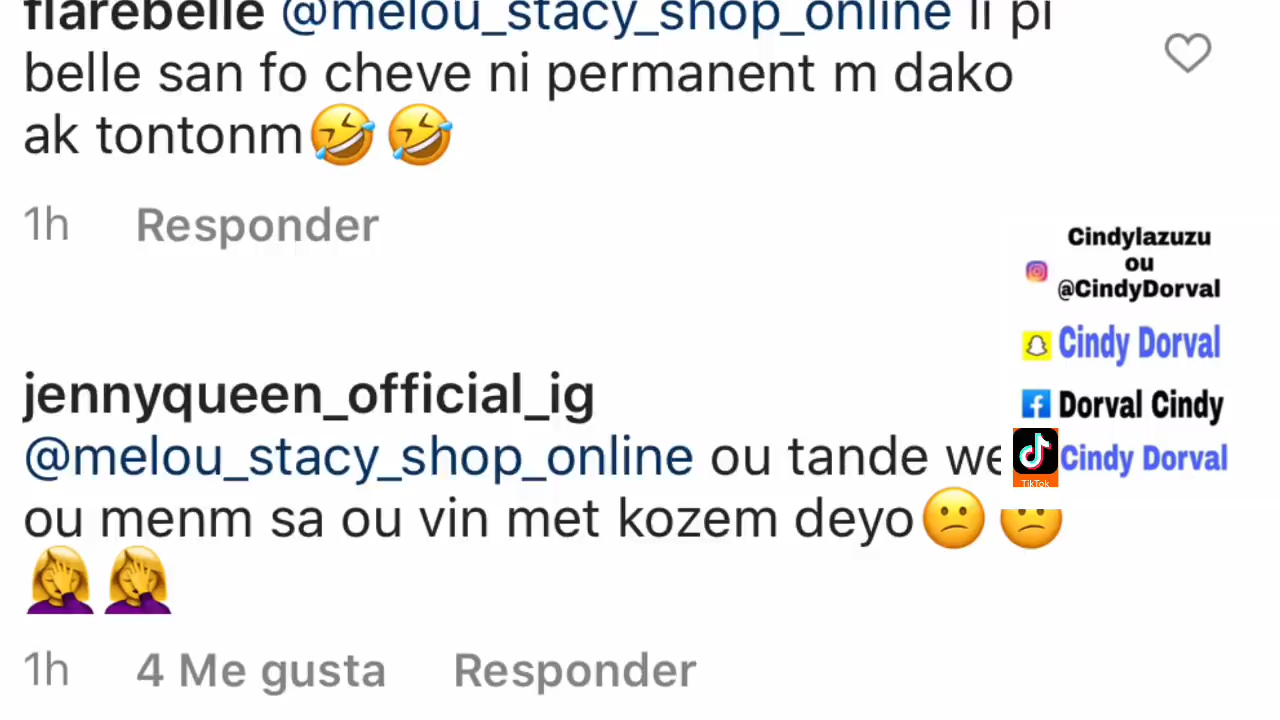 flarebelle @melou_stacy_shop_online li pi
belle san fo cheve ni permanent m dako
ak tontonm🤣🤣
1h Responder
Cindylazuzu
ou
@CindyDorval
Cindy Dorval
Dorval Cindy
TikTok Cindy Dorval
jennyqueen_official_ig
@melou_stacy_shop_online ou tande we
ou menm sa ou vin met kozem deyo😕😕
🤦‍♀️🤦‍♀️
1h 4 Me gusta Responder